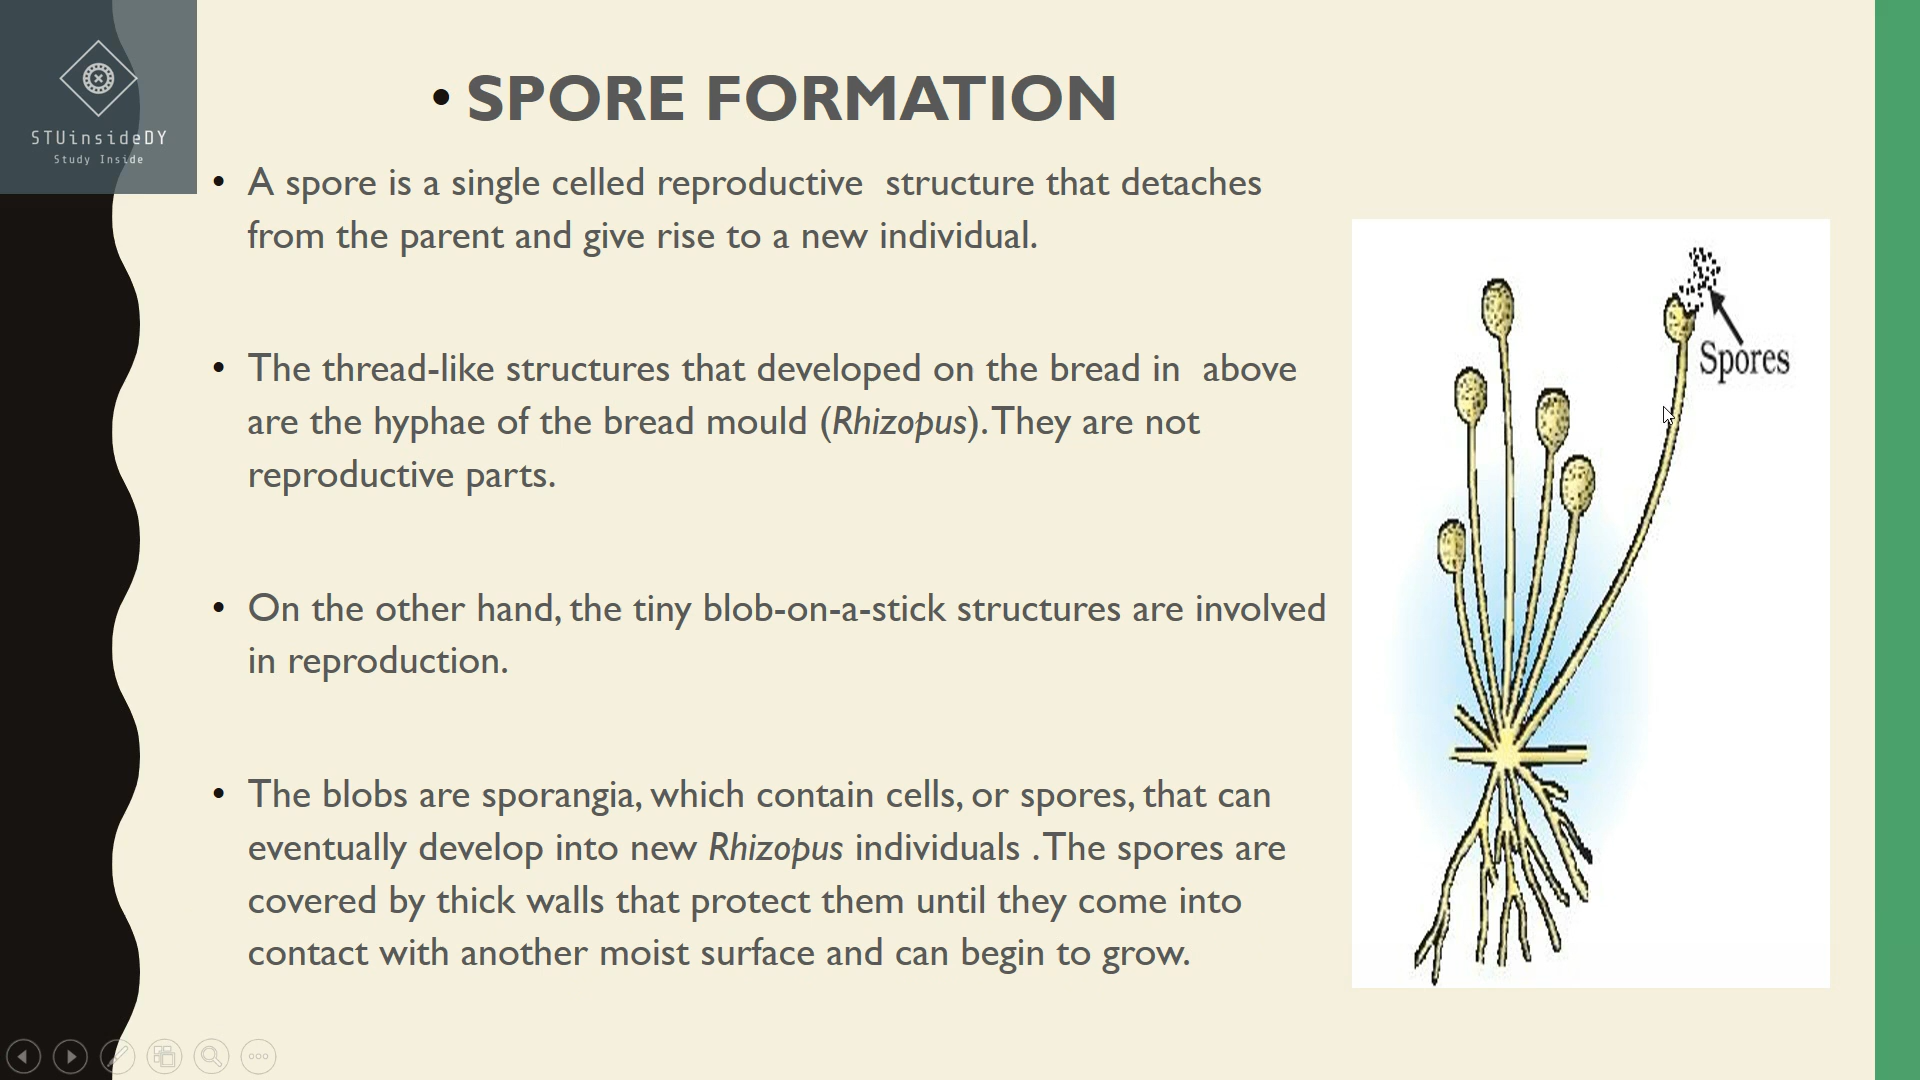 STUinsideDY
Study Inside
• SPORE FORMATION
• A spore is a single celled reproductive  structure that detaches
from the parent and give rise to a new individual.
• The thread-like structures that developed on the bread in  above
are the hyphae of the bread mould (Rhizopus). They are not
reproductive parts.
• On the other hand, the tiny blob-on-a-stick structures are involved
in reproduction.
• The blobs are sporangia, which contain cells, or spores, that can
eventually develop into new Rhizopus individuals . The spores are
covered by thick walls that protect them until they come into
contact with another moist surface and can begin to grow.
Spores